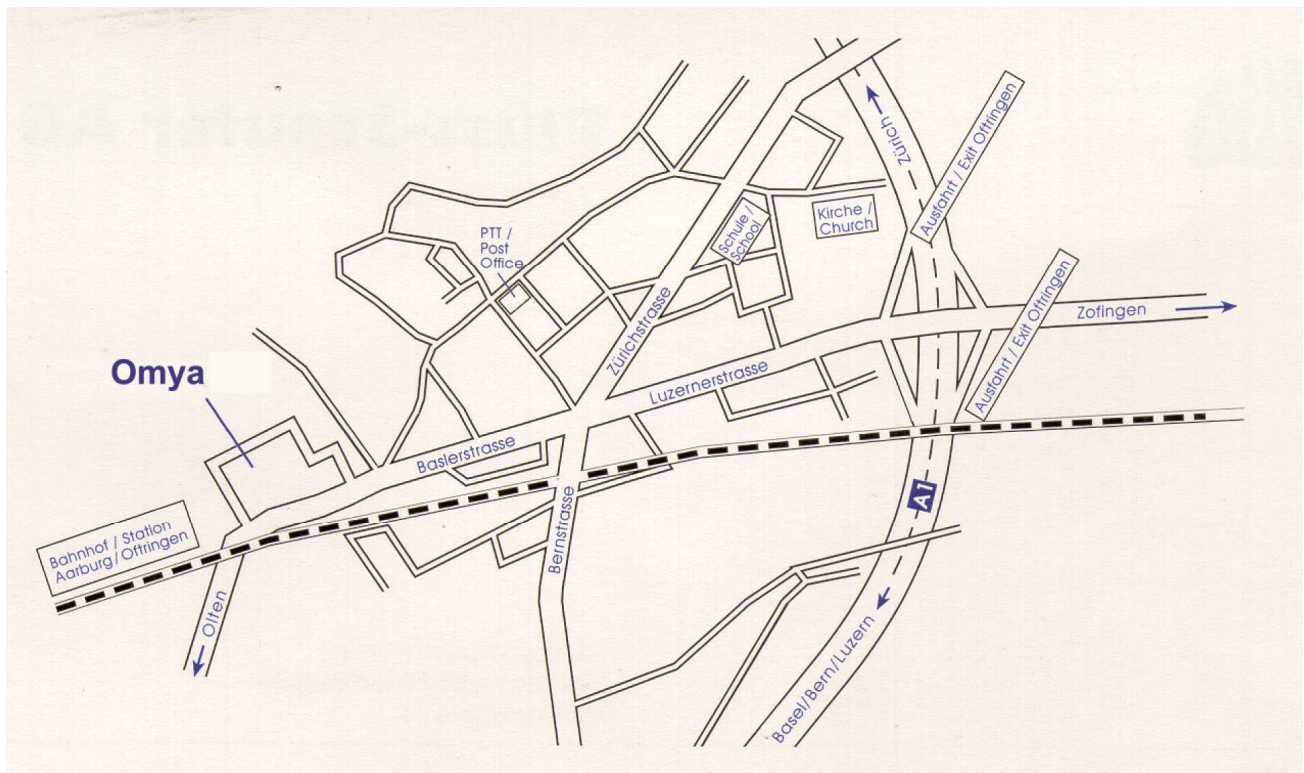 Zürich
Ausfahrt / Exit Oftringen
Schule /
School
Kirche /
Church
PTT /
Post
Office
Zürichstrasse
Zofingen
Ausfahrt / Exit Oftringen
Omya
Luzernerstrasse
Baslerstrasse
A1
Bahnhof / Station
Aarburg/Oftringen
Bernstrasse
Olten
Basel/Bern/Luzern